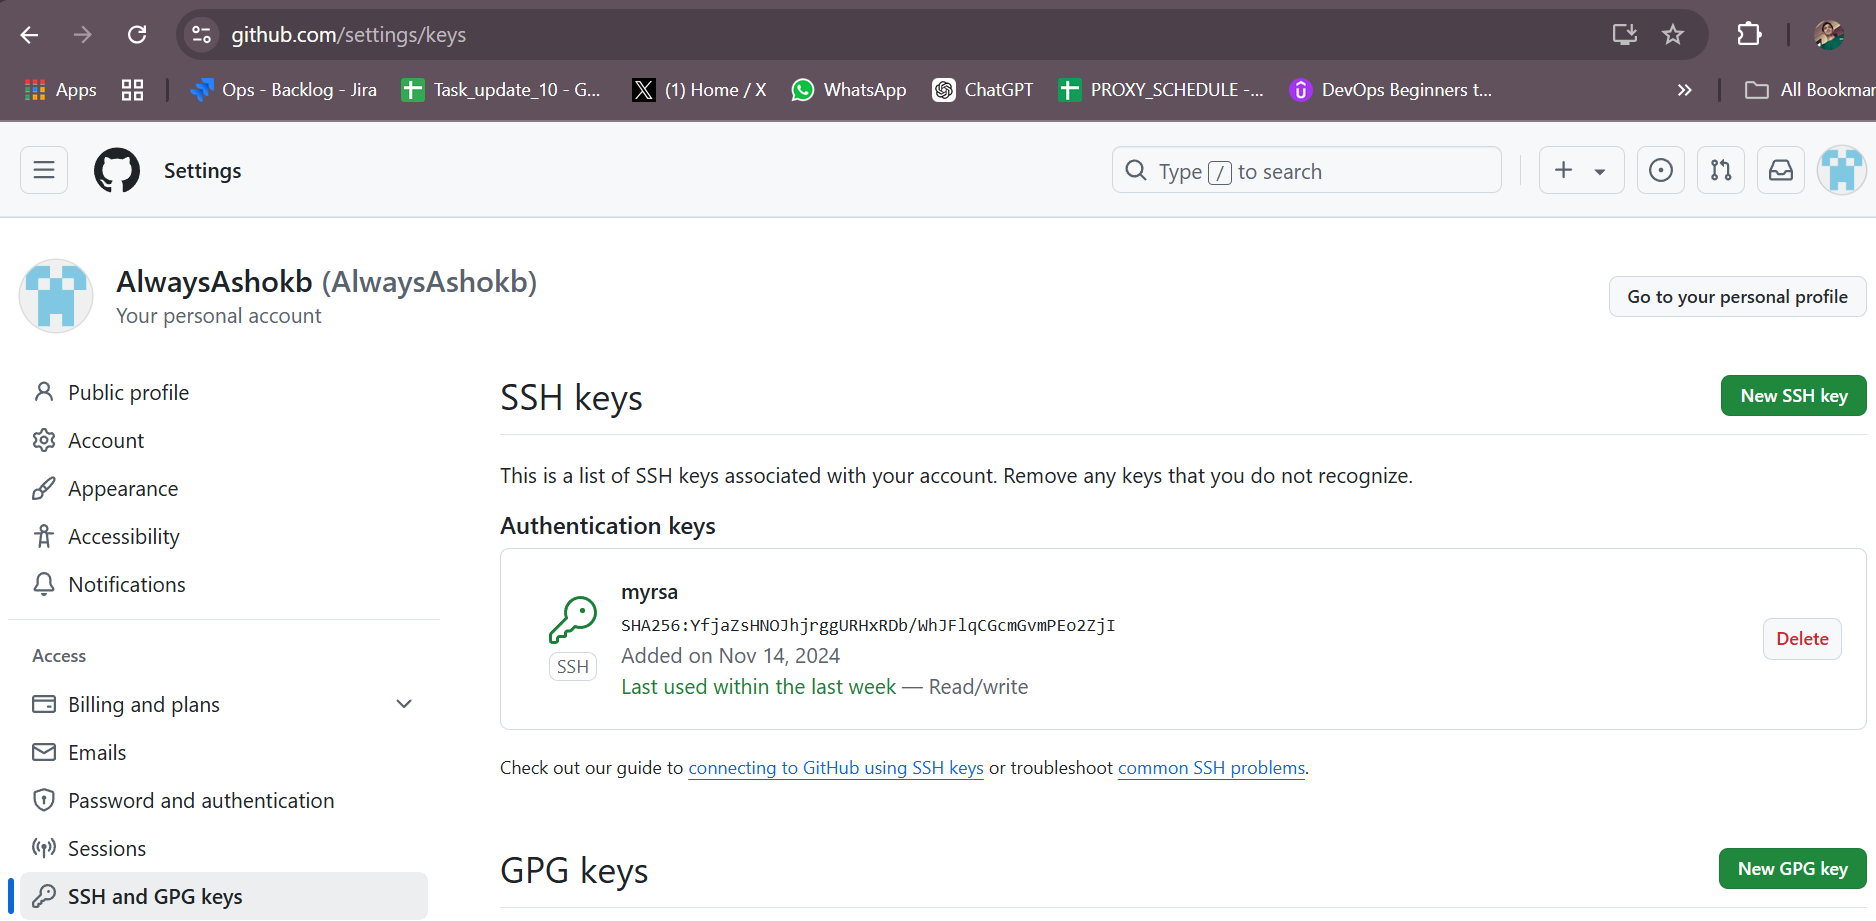 github.com/settings/keys
Apps
Ops - Backlog - Jira
Task_update_10 - G...
(1) Home / X
WhatsApp
ChatGPT
PROXY_SCHEDULE -...
DevOps Beginners t...
All Bookmar
Settings
Type / to search
AlwaysAshokb (AlwaysAshokb)
Your personal account
Go to your personal profile
Public profile
Account
Appearance
Accessibility
Notifications
Access
Billing and plans
Emails
Password and authentication
Sessions
SSH and GPG keys
SSH keys
New SSH key
This is a list of SSH keys associated with your account. Remove any keys that you do not recognize.
Authentication keys
myrsa
SHA256:YfjaZsHNOJhjrggURHxRDb/WhJFlqCGcmGvmPEo2ZjI
SSH
Added on Nov 14, 2024
Last used within the last week — Read/write
Delete
Check out our guide to connecting to GitHub using SSH keys or troubleshoot common SSH problems.
GPG keys
New GPG key